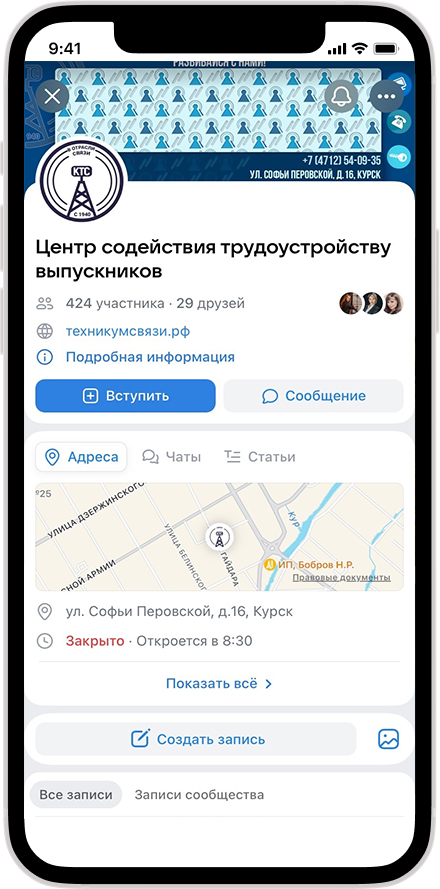 9:41
РАЗВИВАЙСЯ С НАМИ!
+7 (4712) 54-09-35
УЛ. СОФЬИ ПЕРОВСКОЙ, Д.16, КУРСК
В ОТРАСЛИ СВЯЗИ
КТС
С 1940
Центр содействия трудоустройству
выпускников
424 участника · 29 друзей
техникумсвязи.рф
Подробная информация
Вступить
Сообщение
Адреса
Чаты
Статьи
№25
УЛИЦА ДЗЕРЖИНСКОГО
ОЙ АРМИИ
УЛИЦА БЕЛИНСКОГО
ГАЙДАРА
Кур
ИП, Бобров Н.Р.
Правовые документы
ул. Софьи Перовской, д.16, Курск
Закрыто · Откроется в 8:30
Показать всё
Создать запись
Все записи
Записи сообщества